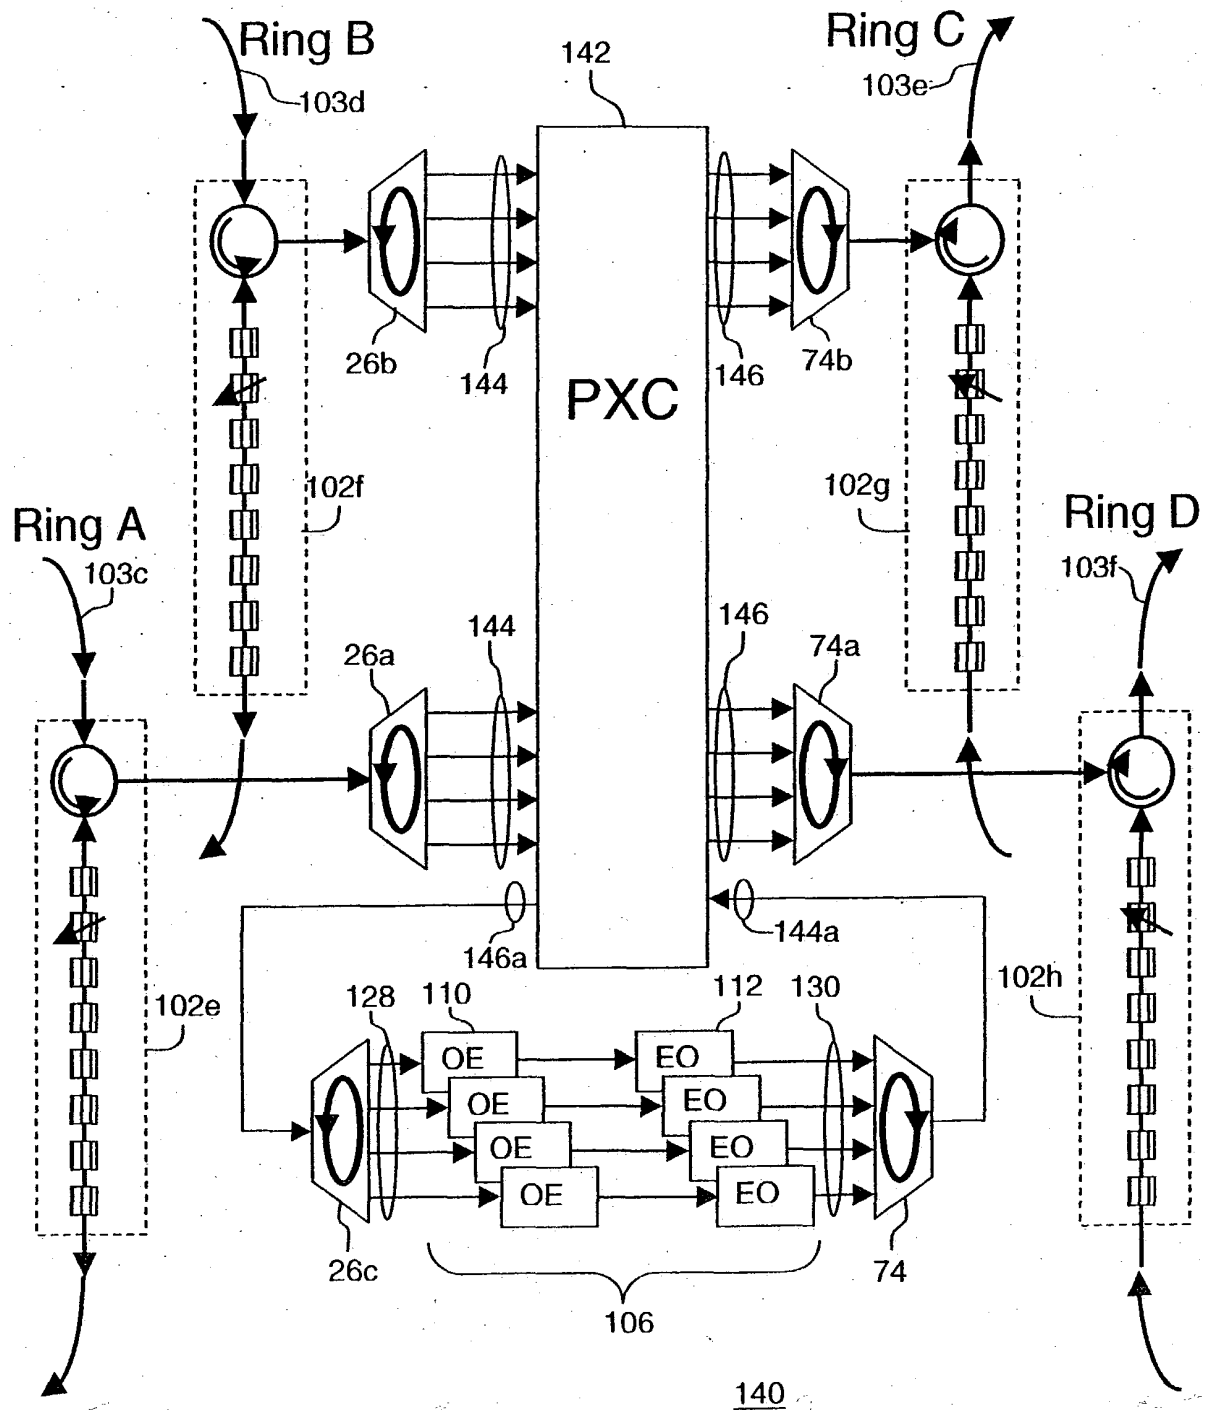 Ring B
Ring C
142
103d
103e
26b
144
146
74b
PXC
102f
102g
Ring A
Ring D
103c
103f
144
146
26a
74a
146a
144a
102e
102h
128
110
112
130
OE
EO
OE
EO
OE
EO
OE
EO
26c
74
106
140